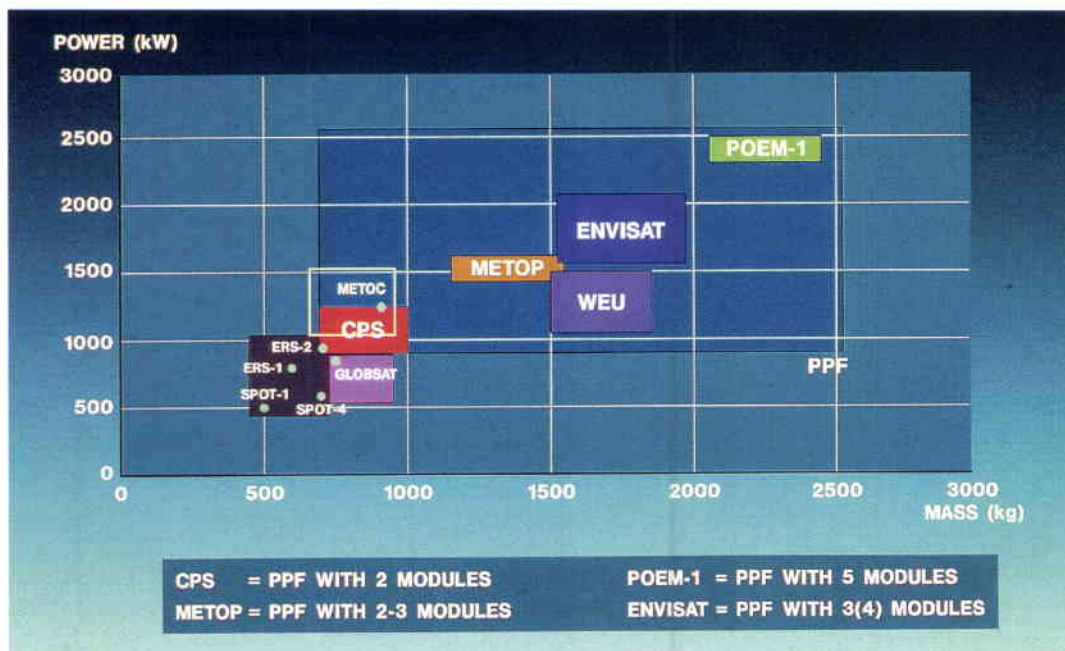 POWER (kW)
3000
2500
POEM-1
2000
ENVISAT
1500
METOP
METOC
WEU
CPS
1000
ERS-2
ERS-1
GLOBSAT
PPF
SPOT-1
SPOT-4
500
0
0 500 1000 1500 2000 2500 3000
MASS (kg)
CPS = PPF WITH 2 MODULES
METOP = PPF WITH 2-3 MODULES
POEM-1 = PPF WITH 5 MODULES
ENVISAT = PPF WITH 3(4) MODULES